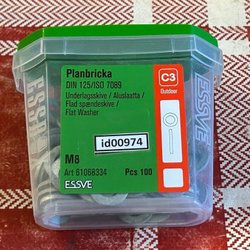 Planbricka
DIN 125/ISO 7089
Underlagsskive / Aluslaatta /
Flad spændeskive /
Flat Washer
C3
Outdoor
id00974
M8
Art 61068334
Pcs 100
ESSVE
ESSVE